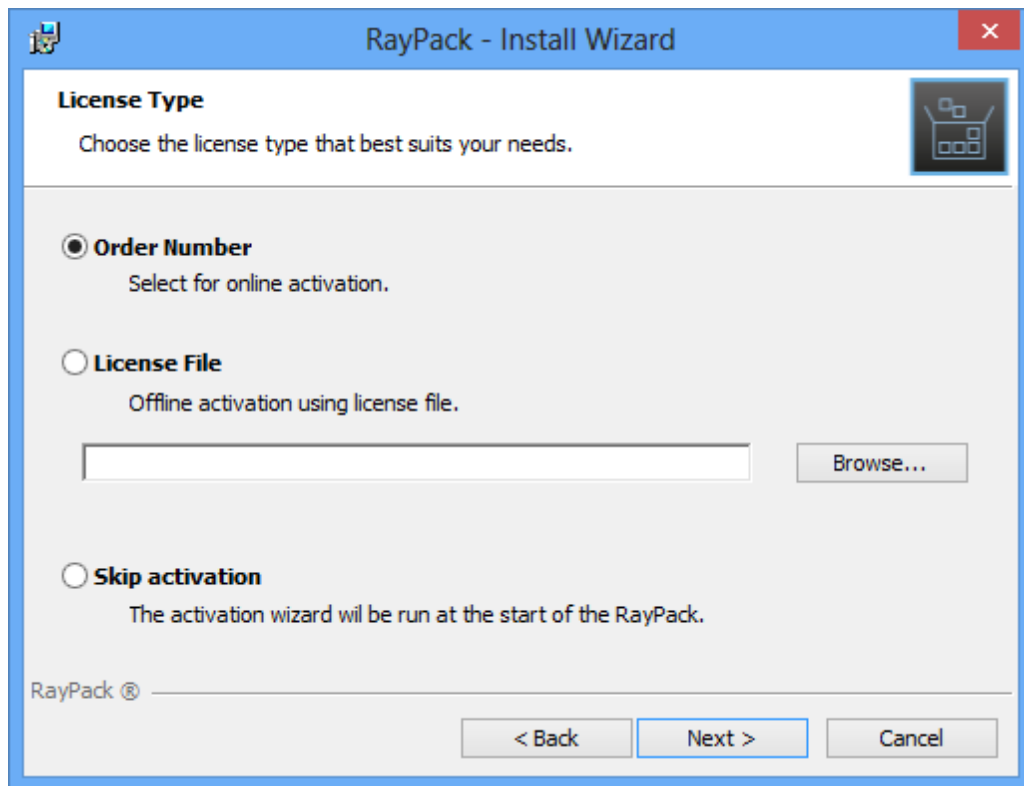 RayPack - Install Wizard
License Type
Choose the license type that best suits your needs.
Order Number
Select for online activation.
License File
Offline activation using license file.
Browse...
Skip activation
The activation wizard wil be run at the start of the RayPack.
RayPack ®
< Back
Next >
Cancel